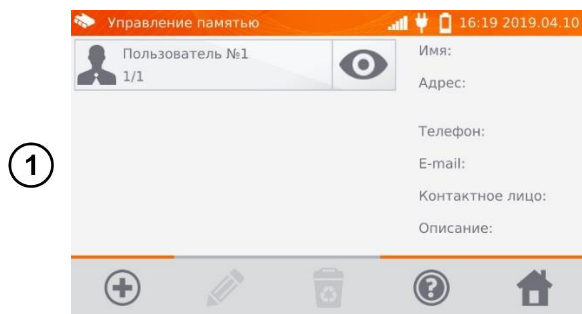 Управление памятью 16:19 2019.04.10
Пользователь №1
1/1
Имя:
Адрес:
Телефон:
E-mail:
Контактное лицо:
Описание:
1